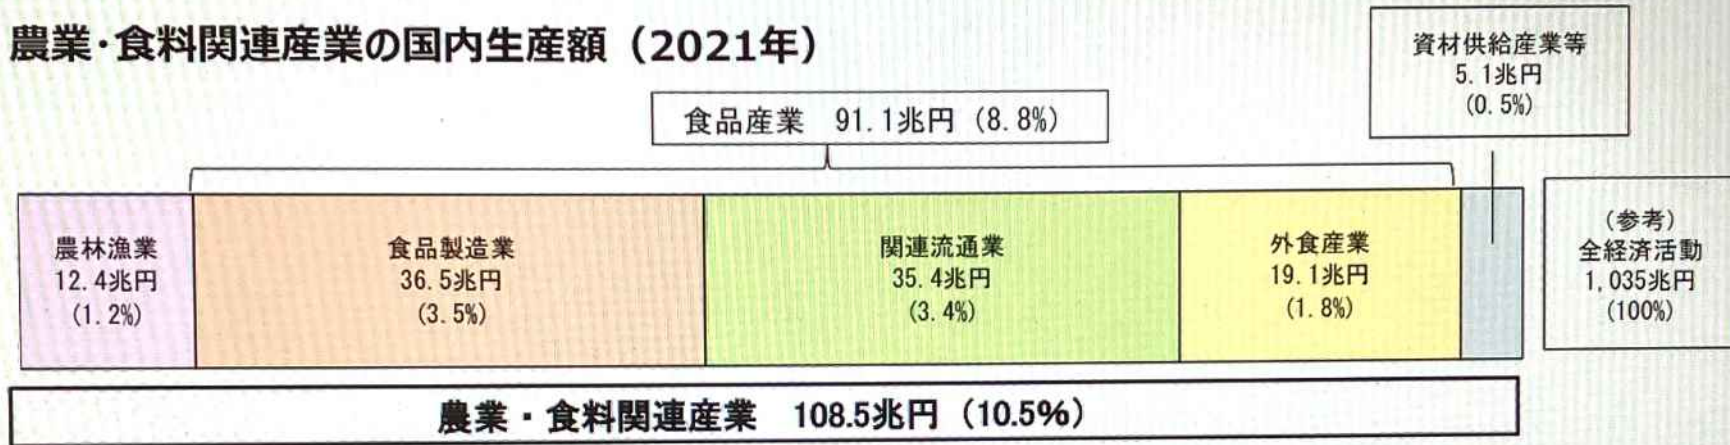 農業・食料関連産業の国内生産額（2021年）
資材供給産業等
5.1兆円
(0.5%)
食品産業　91.1兆円（8.8%）
農林漁業
12.4兆円
(1.2%)
食品製造業
36.5兆円
(3.5%)
関連流通業
35.4兆円
(3.4%)
外食産業
19.1兆円
(1.8%)
（参考）
全経済活動
1,035兆円
(100%)
農業・食料関連産業　108.5兆円（10.5%）